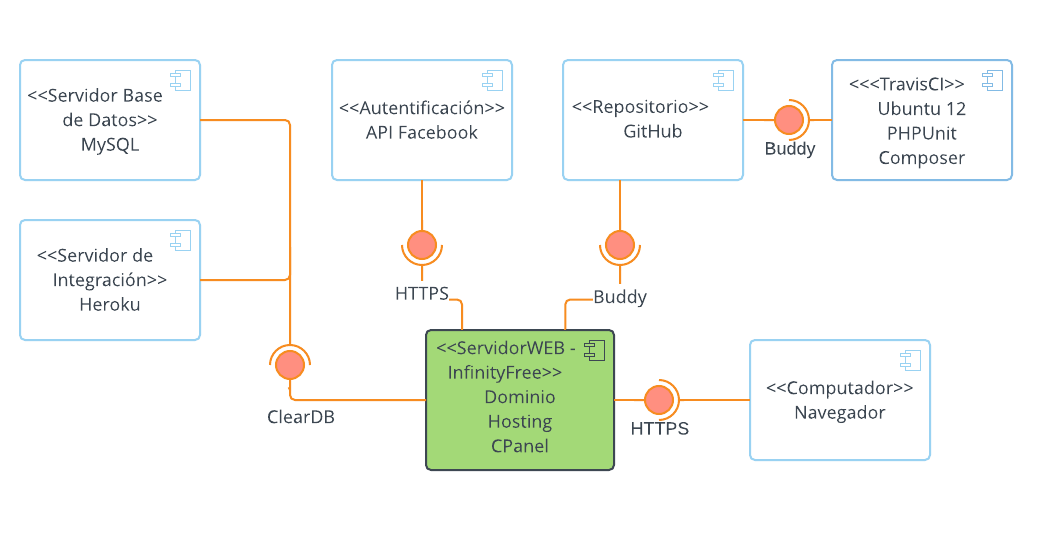 <<Servidor Base
de Datos>>
MySQL
<<Autentificación>>
API Facebook
<<Repositorio>>
GitHub
Buddy
<<<TravisCI>>
Ubuntu 12
PHPUnit
Composer
<<Servidor de
Integración>>
Heroku
HTTPS
Buddy
ClearDB
<<ServidorWEB -
InfinityFree>>
Dominio
Hosting
CPanel
HTTPS
<<Computador>>
Navegador